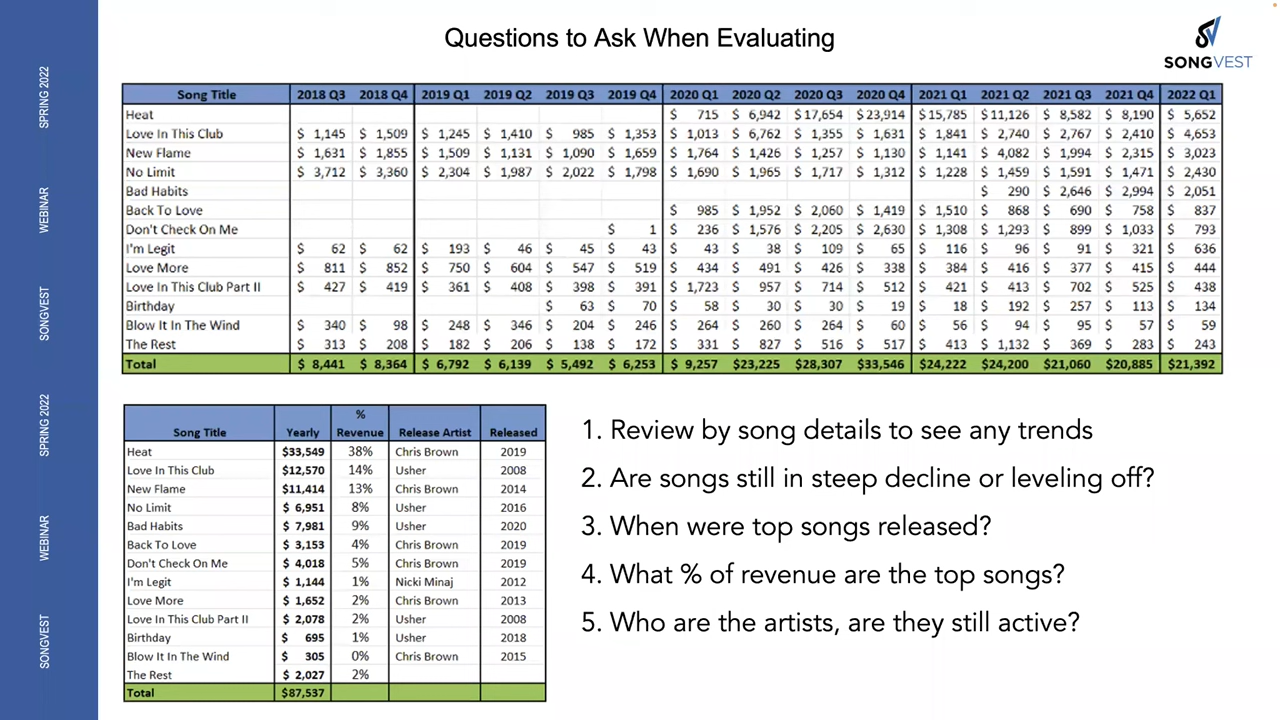 Questions to Ask When Evaluating
SONGVEST
SPRING 2022
WEBINAR
SONGVEST
SPRING 2022
WEBINAR
SONGVEST
Song Title 2018 Q3 2018 Q4 2019 Q1 2019 Q2 2019 Q3 2019 Q4 2020 Q1 2020 Q2 2020 Q3 2020 Q4 2021 Q1 2021 Q2 2021 Q3 2021 Q4 2022 Q1
Heat $ 715 $ 6,942 $17,654 $23,914 $15,785 $11,126 $ 8,582 $ 8,190 $ 5,652
Love In This Club $ 1,145 $ 1,509 $ 1,245 $ 1,410 $ 985 $ 1,353 $ 1,013 $ 6,762 $ 1,355 $ 1,631 $ 1,841 $ 2,740 $ 2,767 $ 2,410 $ 4,653
New Flame $ 1,631 $ 1,855 $ 1,509 $ 1,131 $ 1,090 $ 1,659 $ 1,764 $ 1,426 $ 1,257 $ 1,130 $ 1,141 $ 4,082 $ 1,994 $ 2,315 $ 3,023
No Limit $ 3,712 $ 3,360 $ 2,304 $ 1,987 $ 2,022 $ 1,798 $ 1,690 $ 1,965 $ 1,717 $ 1,312 $ 1,228 $ 1,459 $ 1,591 $ 1,471 $ 2,430
Bad Habits $ 290 $ 2,646 $ 2,994 $ 2,051
Back To Love $ 985 $ 1,952 $ 2,060 $ 1,419 $ 1,510 $ 868 $ 690 $ 758 $ 837
Don't Check On Me $ 1 $ 236 $ 1,576 $ 2,205 $ 2,630 $ 1,308 $ 1,293 $ 899 $ 1,033 $ 793
I'm Legit $ 62 $ 62 $ 193 $ 46 $ 45 $ 43 $ 43 $ 38 $ 109 $ 65 $ 116 $ 96 $ 91 $ 321 $ 636
Love More $ 811 $ 852 $ 750 $ 604 $ 547 $ 519 $ 434 $ 491 $ 426 $ 338 $ 384 $ 416 $ 377 $ 415 $ 444
Love In This Club Part II $ 427 $ 419 $ 361 $ 408 $ 398 $ 391 $ 1,723 $ 957 $ 714 $ 512 $ 421 $ 413 $ 702 $ 525 $ 438
Birthday $ 63 $ 70 $ 58 $ 30 $ 30 $ 19 $ 18 $ 192 $ 257 $ 113 $ 134
Blow It In The Wind $ 340 $ 98 $ 248 $ 346 $ 204 $ 246 $ 264 $ 260 $ 264 $ 60 $ 56 $ 94 $ 95 $ 57 $ 59
The Rest $ 313 $ 208 $ 182 $ 206 $ 138 $ 172 $ 331 $ 827 $ 516 $ 517 $ 413 $ 1,132 $ 369 $ 283 $ 243
Total $ 8,441 $ 8,364 $ 6,792 $ 6,139 $ 5,492 $ 6,253 $ 9,257 $23,225 $28,307 $33,546 $24,222 $24,200 $21,060 $20,885 $21,392
Song Title Yearly % Revenue Release Artist Released
Heat $33,549 38% Chris Brown 2019
Love In This Club $12,570 14% Usher 2008
New Flame $11,414 13% Chris Brown 2014
No Limit $ 6,951 8% Usher 2016
Bad Habits $ 7,981 9% Usher 2020
Back To Love $ 3,153 4% Chris Brown 2019
Don't Check On Me $ 4,018 5% Chris Brown 2019
I'm Legit $ 1,144 1% Nicki Minaj 2012
Love More $ 1,652 2% Chris Brown 2013
Love In This Club Part II $ 2,078 2% Usher 2008
Birthday $ 695 1% Usher 2018
Blow It In The Wind $ 305 0% Chris Brown 2015
The Rest $ 2,027 2%
Total $87,537
1. Review by song details to see any trends
2. Are songs still in steep decline or leveling off?
3. When were top songs released?
4. What % of revenue are the top songs?
5. Who are the artists, are they still active?